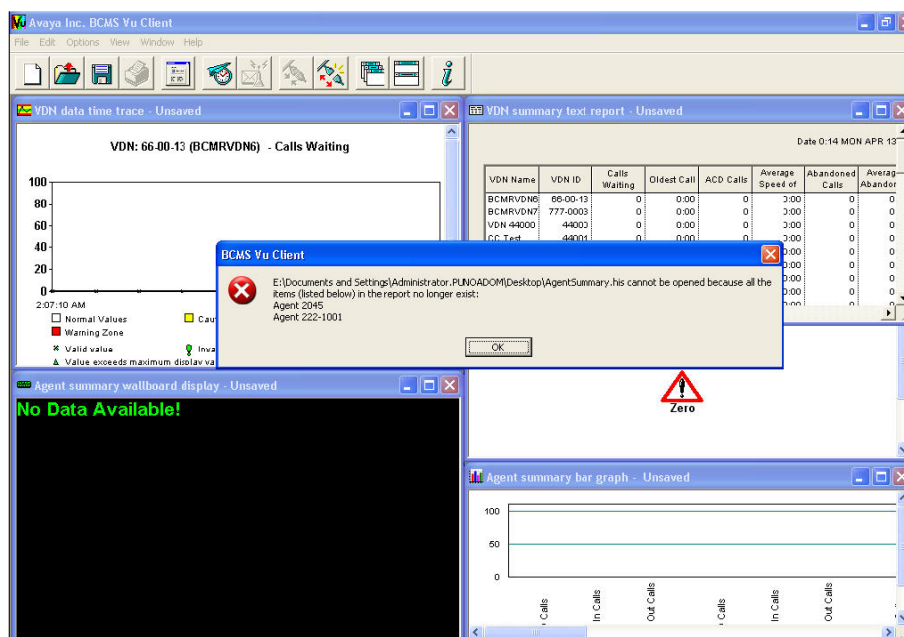 Avaya Inc. BCMS Vu Client
File Edit Options View Window Help
VDN data time trace - Unsaved
VDN: 66-00-13 (BCMRVDN6) - Calls Waiting
100
80
60
40
20
0
2:07:10 AM
Normal Values
Warning Zone
Valid value
Value exceeds maximum display
VDN summary text report - Unsaved
Date 0:14 MON APR 13
VDN Name VDN ID Calls Waiting Oldest Call ACD Calls Average Speed of Abandoned Calls
BCMRVDN6 66-00-13 0 0:00 0 0:00 0 0
BCMRVDN7 777-0003 0 0:00 0 0:00 0 0
VDN 44000 44000 0 0:00 0 0:00 0 0
CC Test 44001 0 0:00 0 0:00 0 0
BCMS Vu Client
E:\Documents and Settings\Administrator.PUNOADOM\Desktop\AgentSummary.his cannot be opened because all the
items (listed below) in the report no longer exist:
Agent 2045
Agent 222-1001
OK
Zero
Agent summary wallboard display - Unsaved
No Data Available!
Agent summary bar graph - Unsaved
100
50
0
Calls
In Calls
Out Calls
Calls
In Calls
Out Calls